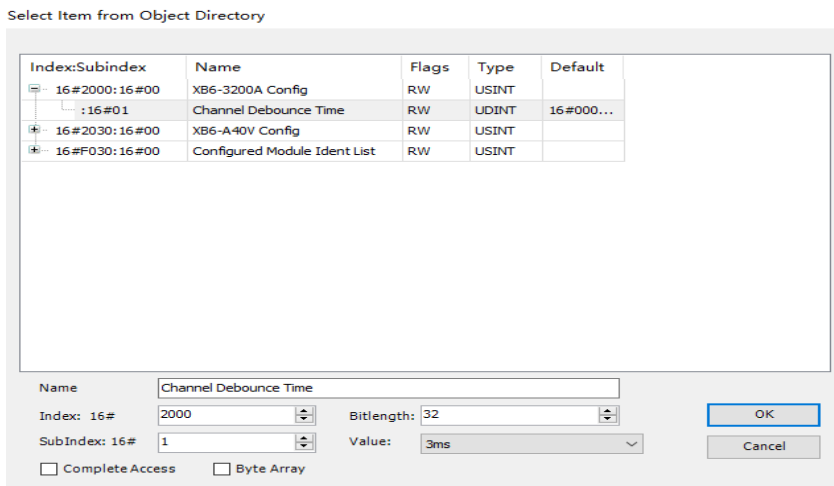 Select Item from Object Directory
Index:Subindex Name Flags Type Default
16#2000:16#00 XB6-3200A Config RW USINT
:16#01 Channel Debounce Time RW UDINT 16#000...
16#2030:16#00 XB6-A40V Config RW USINT
16#F030:16#00 Configured Module Ident List RW USINT
Name Channel Debounce Time
Index: 16# 2000 Bitlength: 32 OK
SubIndex: 16# 1 Value: 3ms Cancel
Complete Access Byte Array